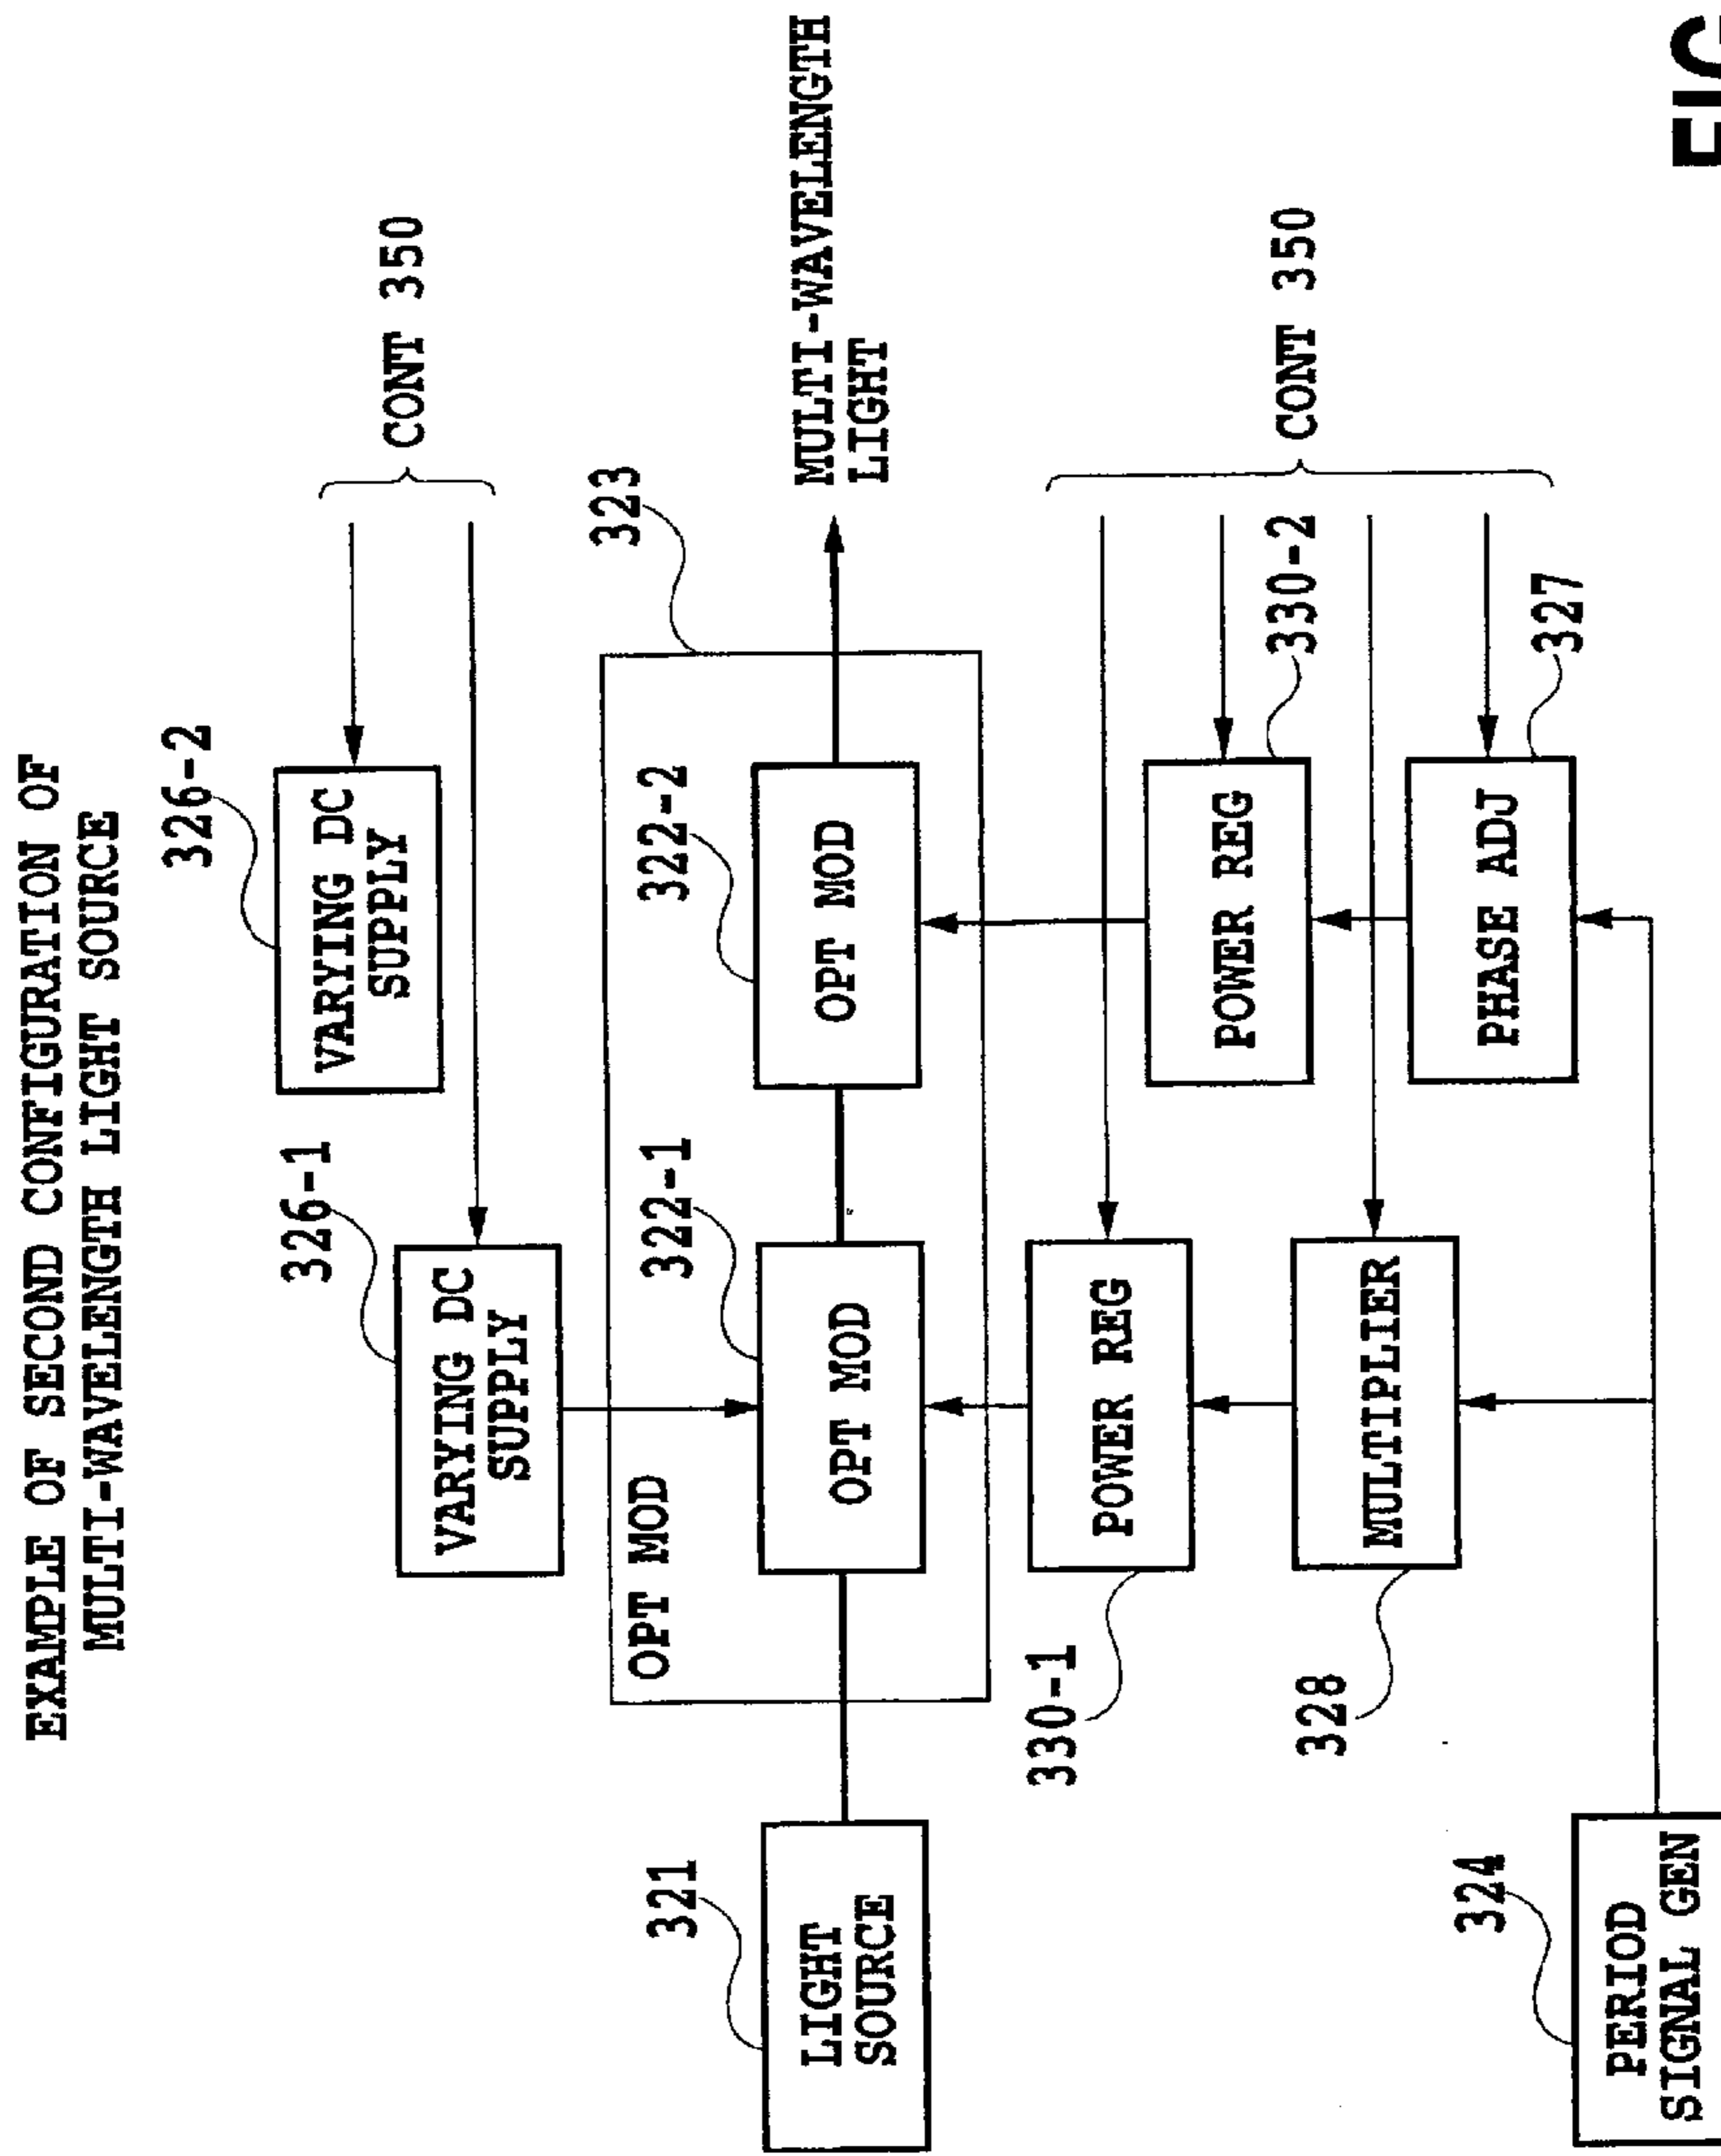 EXAMPLE OF SECOND CONFIGURATION OF
MULTI-WAVELENGTH LIGHT SOURCE
326-2
VARYING DC
SUPPLY
CONT 350
326-1
VARYING DC
SUPPLY
323
OPT MOD
321
LIGHT
SOURCE
322-1
OPT MOD
322-2
OPT MOD
MULTI-WAVELENGTH
LIGHT
330-1
POWER REG
POWER REG
330-2
CONT 350
328
MULTIPLIER
PHASE ADJ
327
324
PERIOD
SIGNAL GEN